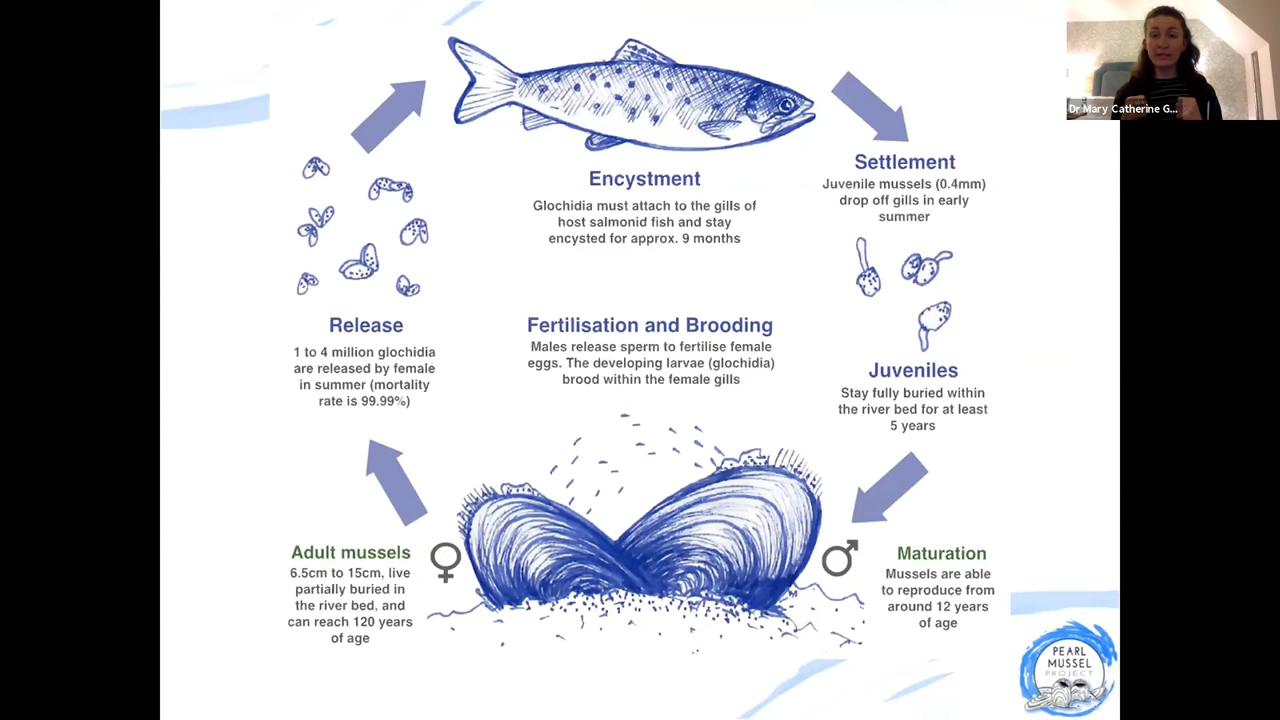 Dr Mary Catherine G...
Encystment
Glochidia must attach to the gills of
host salmonid fish and stay
encysted for approx. 9 months
Settlement
Juvenile mussels (0.4mm)
drop off gills in early
summer
Juveniles
Stay fully buried within
the river bed for at least
5 years
Maturation
Mussels are able
to reproduce from
around 12 years
of age
Fertilisation and Brooding
Males release sperm to fertilise female
eggs. The developing larvae (glochidia)
brood within the female gills
Adult mussels
6.5cm to 15cm, live
partially buried in
the river bed, and
can reach 120 years
of age
Release
1 to 4 million glochidia
are released by female
in summer (mortality
rate is 99.99%)
PEARL
MUSSEL
PROJECT